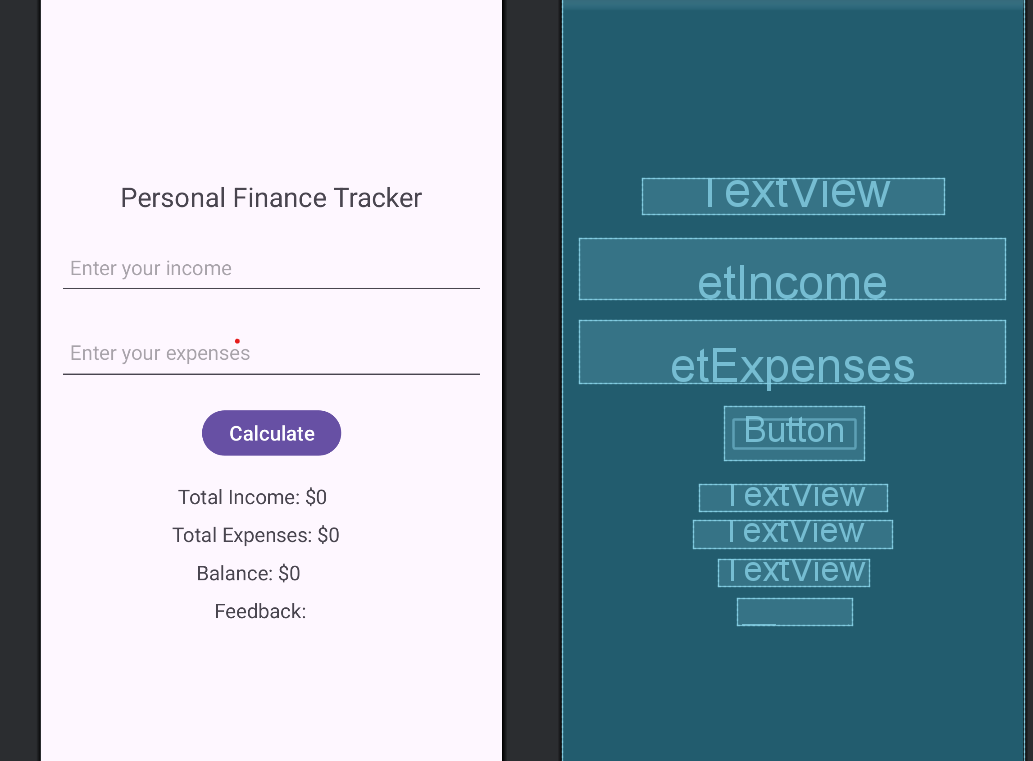 Personal Finance Tracker
Enter your income
Enter your expenses
Calculate
Total Income: $0
Total Expenses: $0
Balance: $0
Feedback:
TextView
etIncome
etExpenses
Button
TextView
TextView
TextView